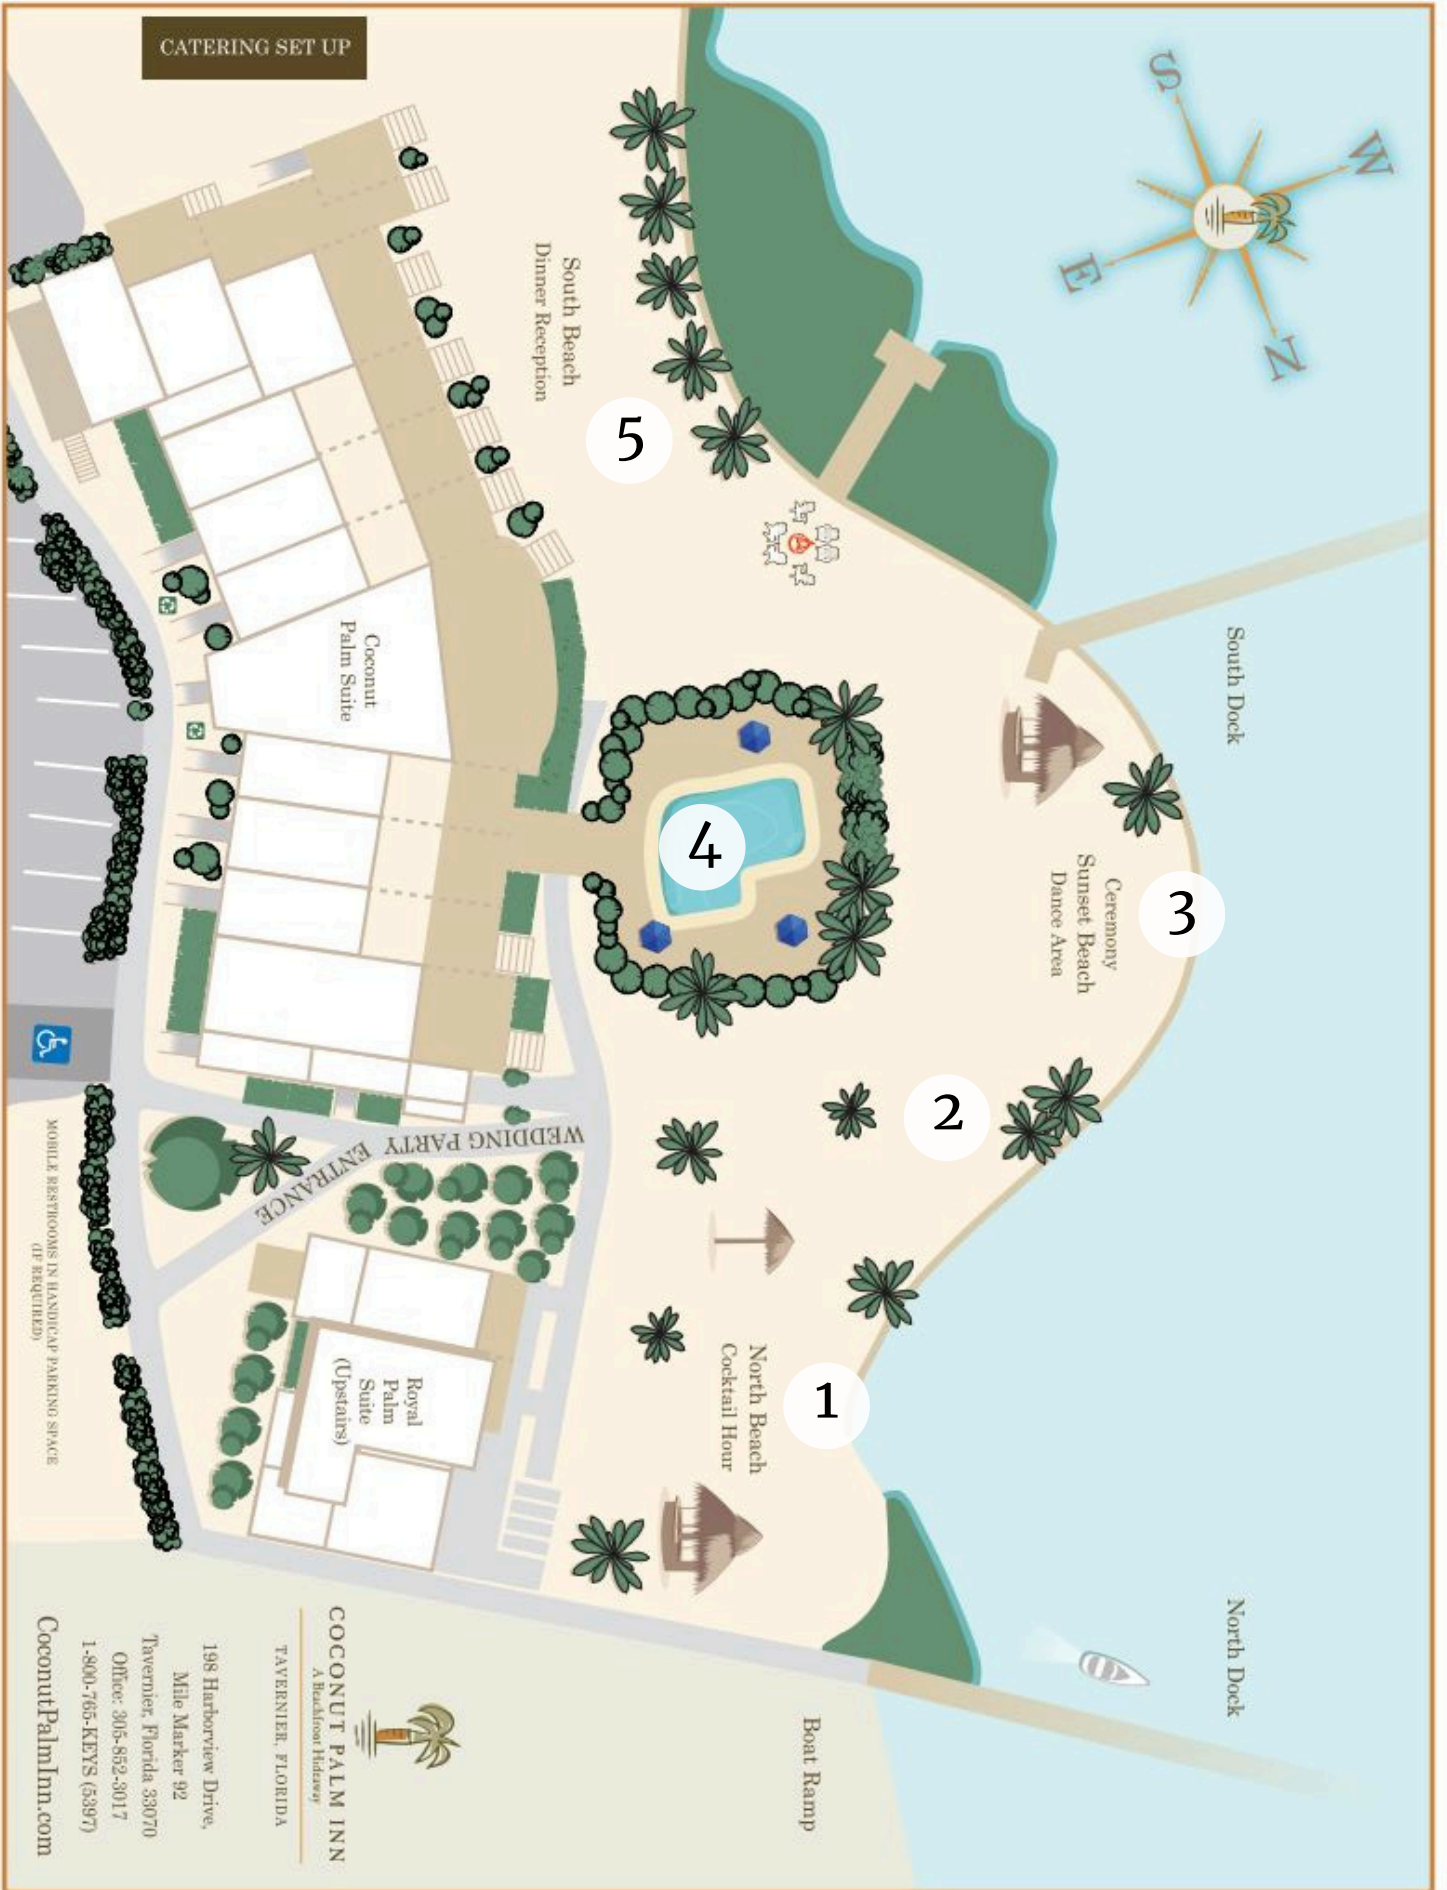 CATERING SET UP
S
W
E
N
South Beach
Dinner Reception
5
South Dock
Coconut
Palm Suite
4
Ceremony
Sunset Beach
Dance Area
3
2
WEDDING PARTY
ENTRANCE
MOBILE RESTROOMS IN HANDICAP PARKING SPACE
(IF REQUIRED)
Royal
Palm
Suite
(Upstairs)
North Beach
Cocktail Hour
1
North Dock
Boat Ramp
COCONUT PALM INN
A Beachfront Hideaway
TAVERNIER, FLORIDA
198 Harborview Drive,
Mile Marker 92
Tavernier, Florida 33070
Office: 305-852-3017
1-800-765-KEYS (5397)
CoconutPalmInn.com